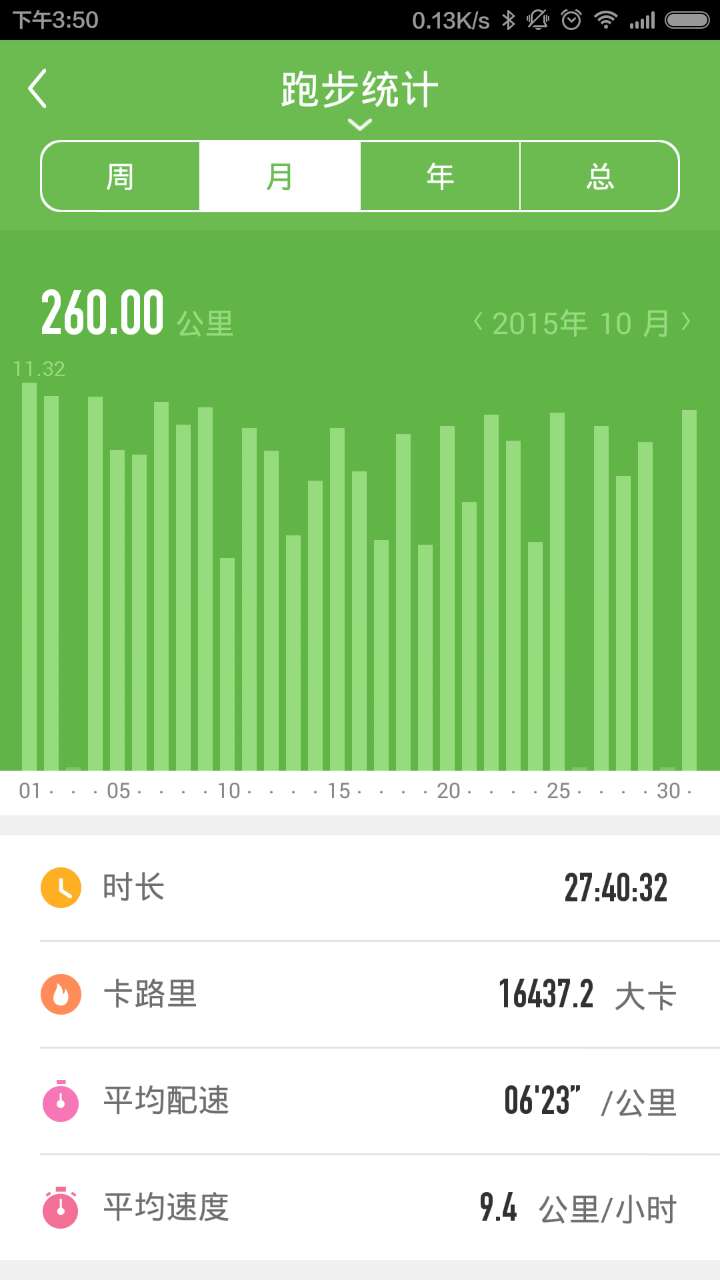 下午3:50 0.13K/s
跑步统计
周 月 年 总
260.00 公里 2015年 10 月
11.32
01 · · · 05 · · · · 10 · · · · 15 · · · · 20 · · · · 25 · · · · 30 ·
时长 27:40:32
卡路里 16437.2 大卡
平均配速 06'23” /公里
平均速度 9.4 公里/小时